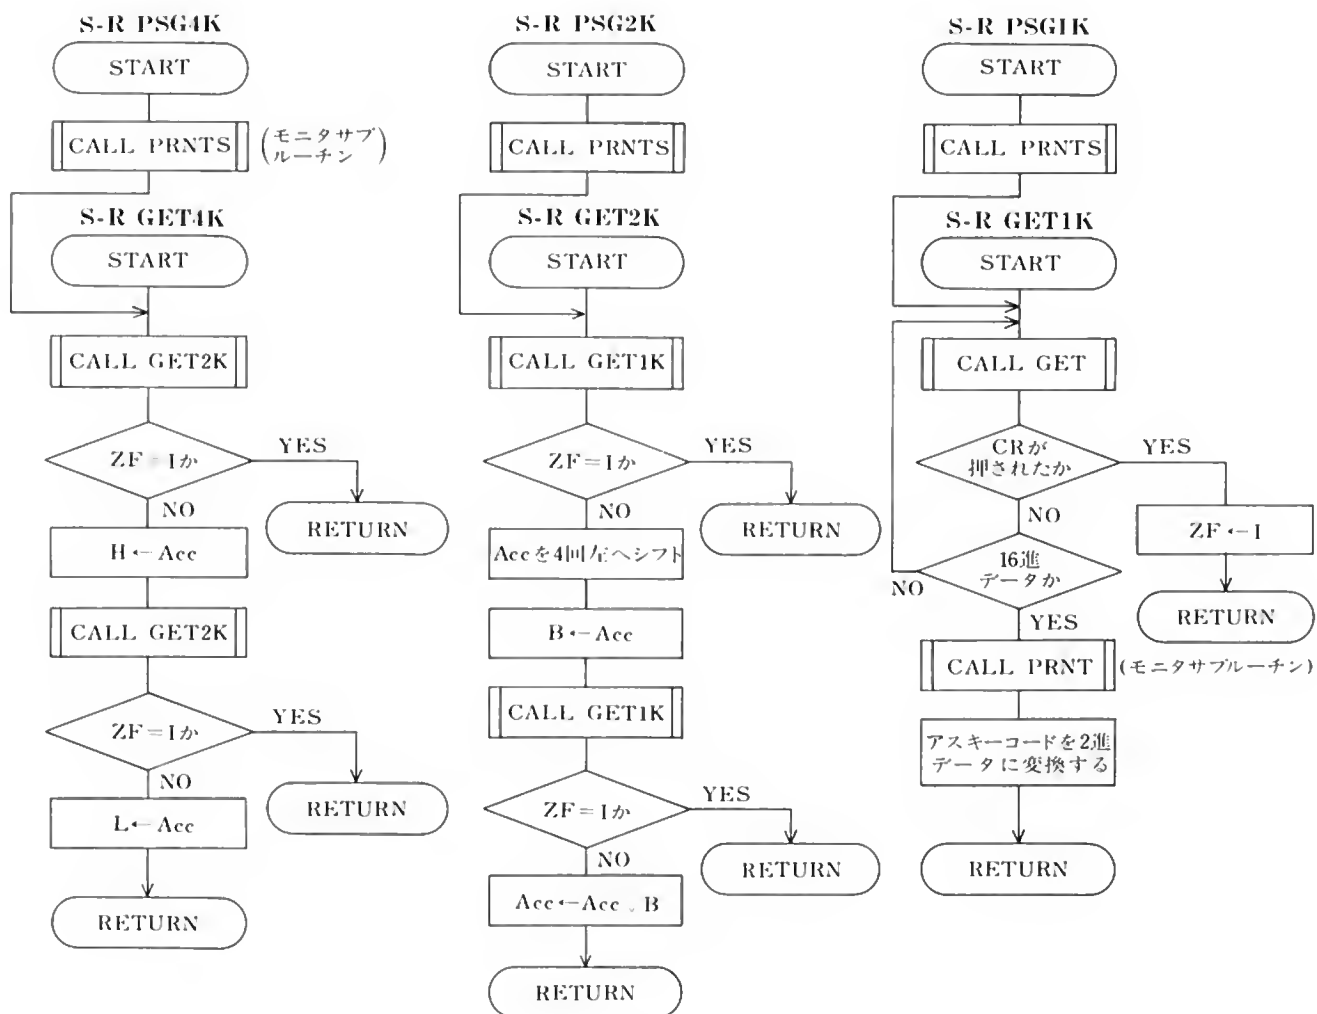 S-R PSG4K
START
CALL PRNTS
(モニタサブ
ルーチン)
S-R GET4K
START
CALL GET2K
ZF=1か
YES
RETURN
NO
H←Acc
CALL GET2K
ZF=1か
YES
RETURN
NO
L←Acc
RETURN
S-R PSG2K
START
CALL PRNTS
S-R GET2K
START
CALL GET1K
ZF=1か
YES
RETURN
NO
Accを4回左へシフト
B←Acc
CALL GET1K
ZF=1か
YES
RETURN
NO
Acc←Acc B
RETURN
S-R PSG1K
START
CALL PRNTS
S-R GET1K
START
CALL GET
CRが
押されたか
YES
ZF←1
RETURN
NO
16進
データか
NO
YES
CALL PRNT
(モニタサブルーチン)
アスキーコードを2進
データに変換する
RETURN